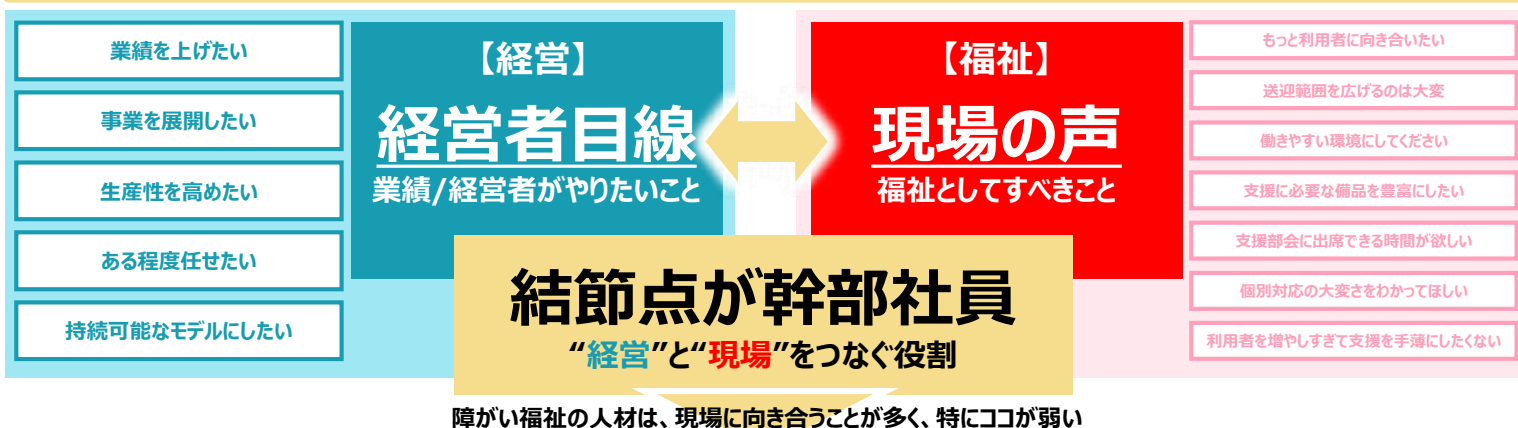 業績を上げたい
事業を展開したい
生産性を高めたい
ある程度任せたい
持続可能なモデルにしたい
【経営】
経営者目線
業績/経営者がやりたいこと
【福祉】
現場の声
福祉としてすべきこと
もっと利用者に向き合いたい
送迎範囲を広げるのは大変
働きやすい環境にしてください
支援に必要な備品を豊富にしたい
支援部会に出席できる時間が欲しい
個別対応の大変さをわかってほしい
利用者を増やしすぎて支援を手薄にしたくない
結節点が幹部社員
“経営”と“現場”をつなぐ役割
障がい福祉の人材は、現場に向き合うことが多く、特にココが弱い